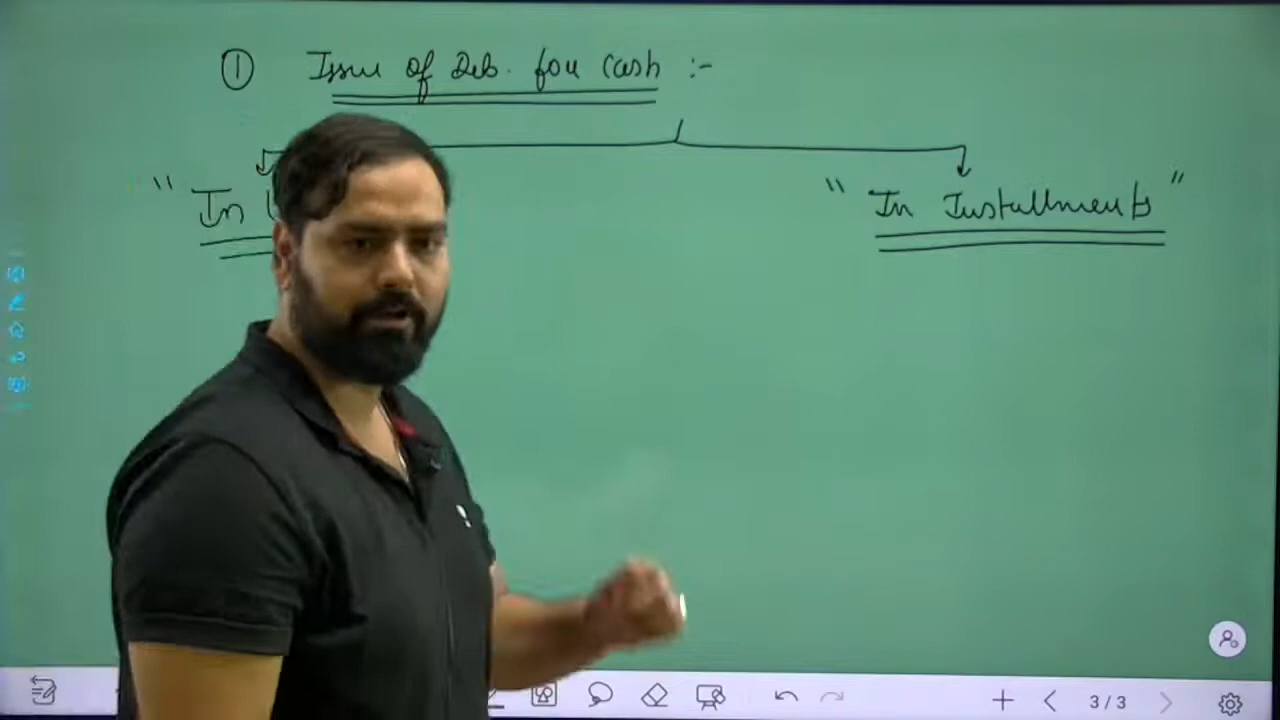 ① Issue of Deb. for Cash :-
" In
" In Installments "
3/3